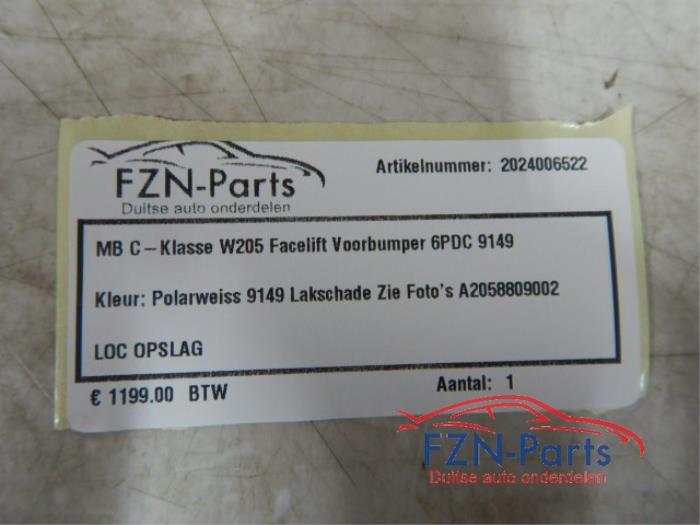 FZN-Parts
Duitse auto onderdelen
Artikelnummer: 2024006522
MB C-Klasse W205 Facelift Voorbumper 6PDC 9149
Kleur: Polarweiss 9149 Lakschade Zie Foto's A2058809002
LOC OPSLAG
€ 1199.00 BTW
Aantal: 1
FZN-Parts
Duitse auto onderdelen